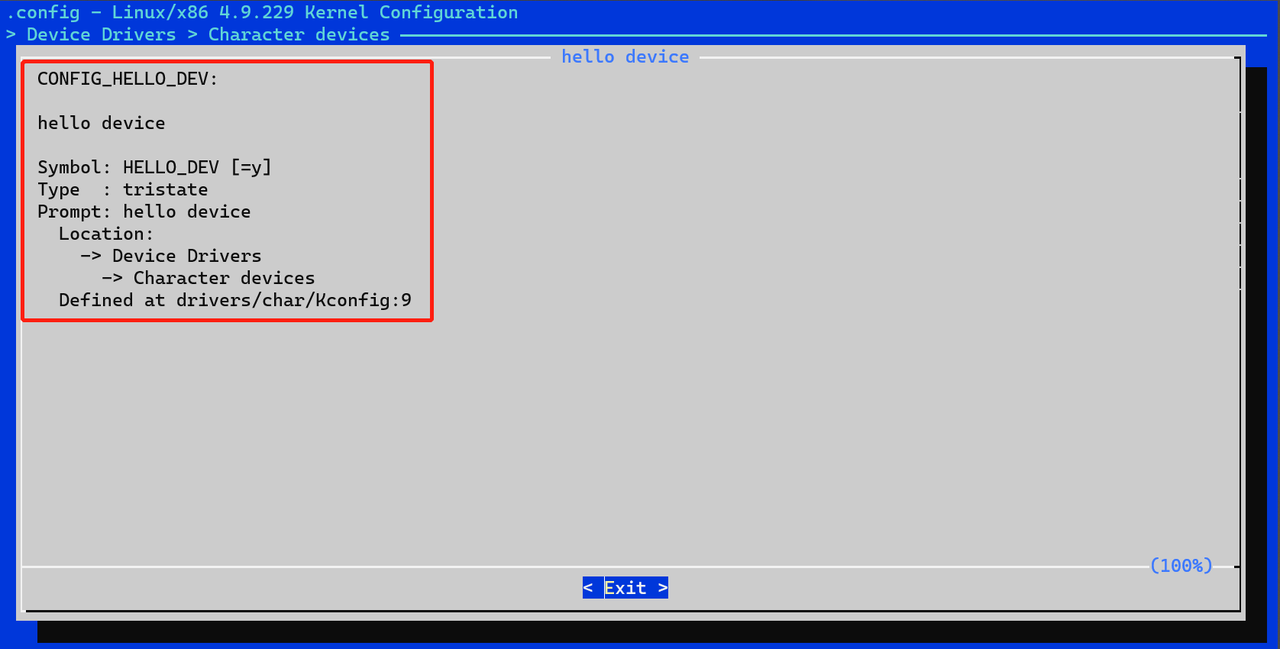 .config - Linux/x86 4.9.229 Kernel Configuration
> Device Drivers > Character devices
hello device
CONFIG_HELLO_DEV:
hello device
Symbol: HELLO_DEV [=y]
Type  : tristate
Prompt: hello device
  Location:
    -> Device Drivers
      -> Character devices
  Defined at drivers/char/Kconfig:9
(100%)
< Exit >